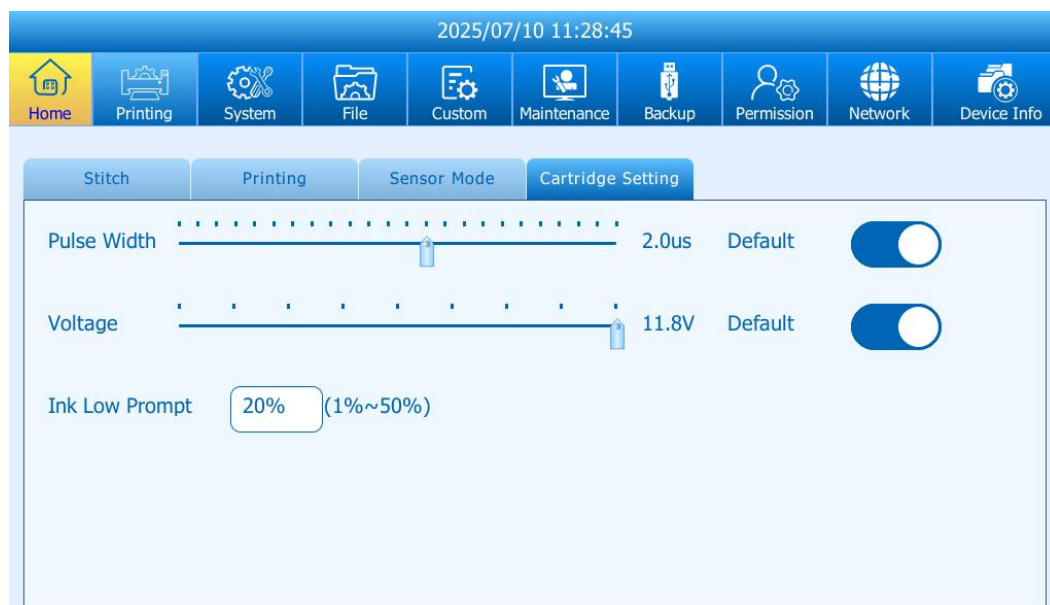 2025/07/10 11:28:45
Home Printing System File Custom Maintenance Backup Permission Network Device Info
Stitch Printing Sensor Mode Cartridge Setting
Pulse Width 2.0us Default
Voltage 11.8V Default
Ink Low Prompt 20% (1%~50%)